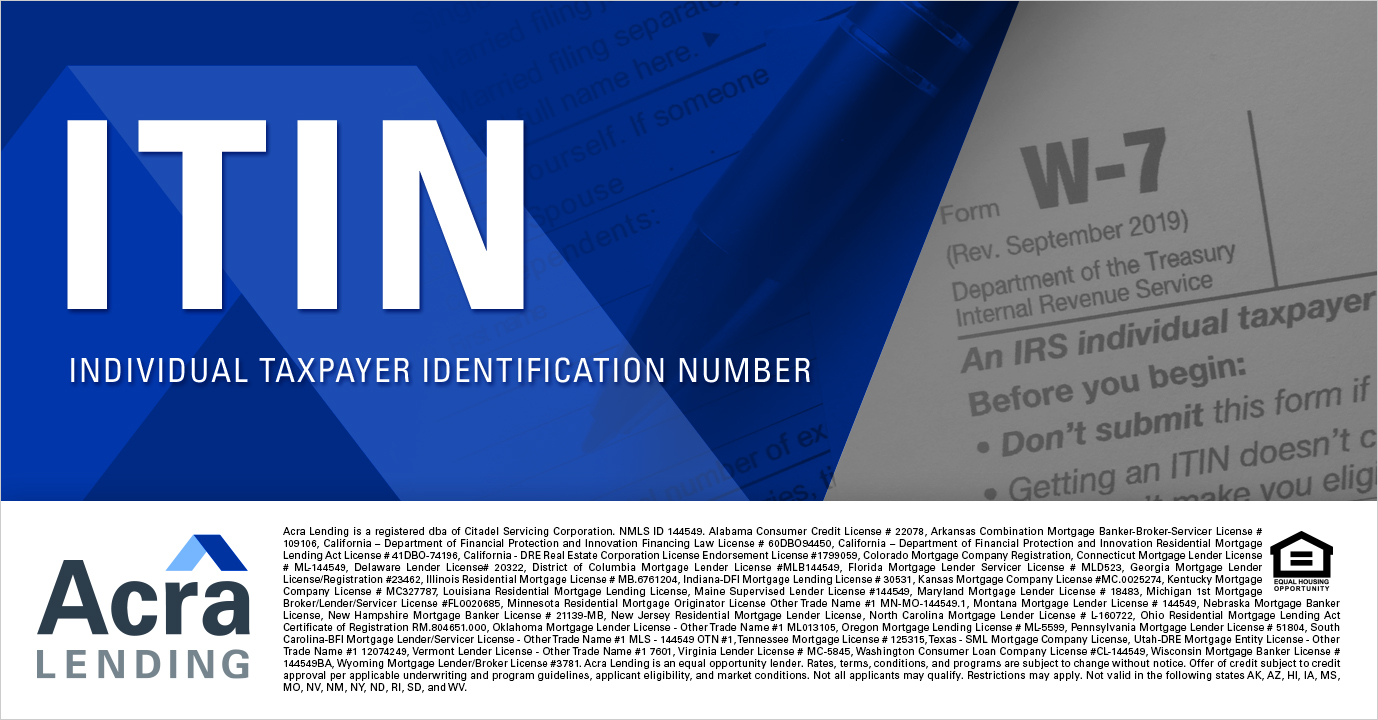 Married filing separately
full name here. ▶
yourself. If someone
spouse
dependents:
number of ex
ITIN
INDIVIDUAL TAXPAYER IDENTIFICATION NUMBER
Form W-7
(Rev. September 2019)
Department of the Treasury
Internal Revenue Service
An IRS individual taxpayer
Before you begin:
• Don't submit this form if
• Getting an ITIN doesn't c
make you elig
Acra
LENDING
Acra Lending is a registered dba of Citadel Servicing Corporation. NMLS ID 144549. Alabama Consumer Credit License # 22078, Arkansas Combination Mortgage Banker-Broker-Servicer License #
109106, California – Department of Financial Protection and Innovation Financing Law License # 60DBO94450, California – Department of Financial Protection and Innovation Residential Mortgage
Lending Act License # 41DBO-74196, California - DRE Real Estate Corporation License Endorsement License #1799059, Colorado Mortgage Company Registration, Connecticut Mortgage Lender License
# ML-144549, Delaware Lender License# 20322, District of Columbia Mortgage Lender License #MLB144549, Florida Mortgage Lender Servicer License # MLD523, Georgia Mortgage Lender
License/Registration #23462, Illinois Residential Mortgage License # MB.6761204, Indiana-DFI Mortgage Lending License # 30531, Kansas Mortgage Company License #MC.0025274, Kentucky Mortgage
Company License # MC327787, Louisiana Residential Mortgage Lending License, Maine Supervised Lender License #144549, Maryland Mortgage Lender License # 18483, Michigan 1st Mortgage
Broker/Lender/Servicer License #FL0020685, Minnesota Residential Mortgage Originator License Other Trade Name #1 MN-MO-144549.1, Montana Mortgage Lender License # 144549, Nebraska Mortgage Banker
License, New Hampshire Mortgage Banker License # 21139-MB, New Jersey Residential Mortgage Lender License, North Carolina Mortgage Lender License # L-160722, Ohio Residential Mortgage Lending Act
Certificate of Registration RM.804651.000, Oklahoma Mortgage Lender License - Other Trade Name #1 ML013105, Oregon Mortgage Lending License # ML-5599, Pennsylvania Mortgage Lender License # 51804, South
Carolina-BFI Mortgage Lender/Servicer License - Other Trade Name #1 MLS - 144549 OTN #1, Tennessee Mortgage License # 125315, Texas - SML Mortgage Company License, Utah-DRE Mortgage Entity License - Other
Trade Name #1 12074249, Vermont Lender License - Other Trade Name #1 7601, Virginia Lender License # MC-5845, Washington Consumer Loan Company License #CL-144549, Wisconsin Mortgage Banker License #
144549BA, Wyoming Mortgage Lender/Broker License #3781. Acra Lending is an equal opportunity lender. Rates, terms, conditions, and programs are subject to change without notice. Offer of credit subject to credit
approval per applicable underwriting and program guidelines, applicant eligibility, and market conditions. Not all applicants may qualify. Restrictions may apply. Not valid in the following states AK, AZ, HI, IA, MS,
MO, NV, NM, NY, ND, RI, SD, and WV.
EQUAL HOUSING
OPPORTUNITY